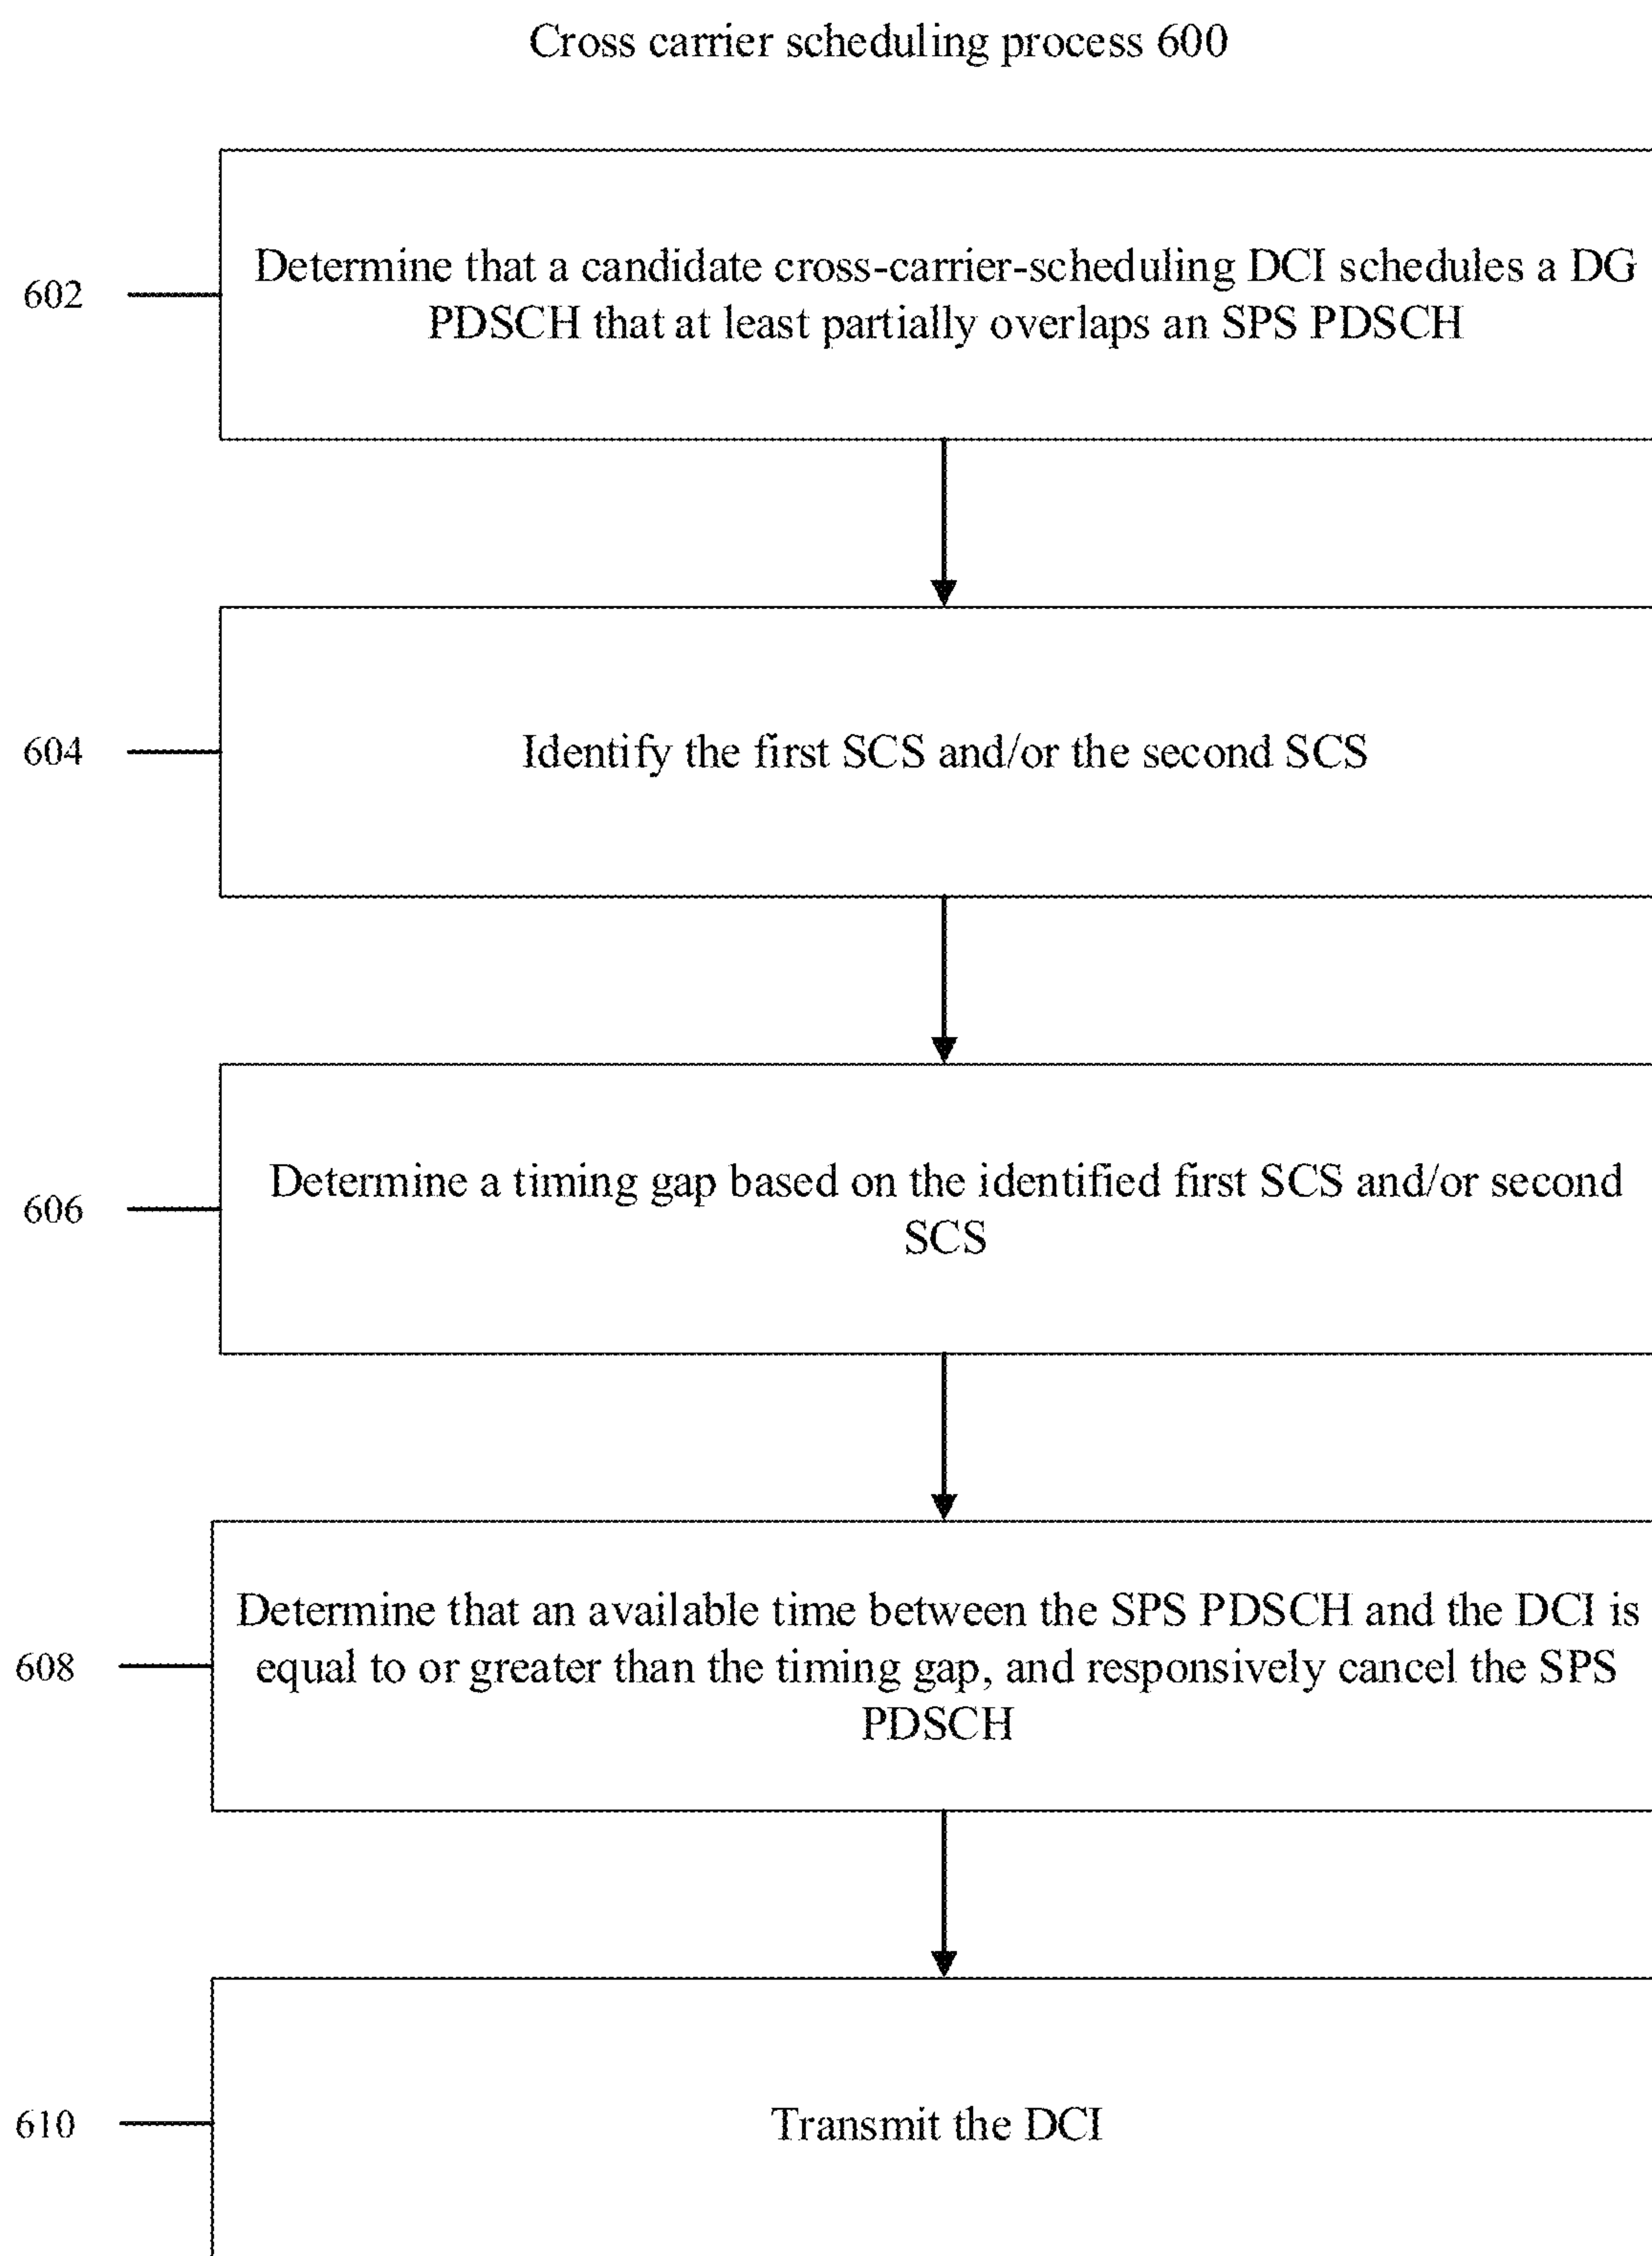 Cross carrier scheduling process 600
602
Determine that a candidate cross-carrier-scheduling DCI schedules a DG
PDSCH that at least partially overlaps an SPS PDSCH
604
Identify the first SCS and/or the second SCS
606
Determine a timing gap based on the identified first SCS and/or second
SCS
608
Determine that an available time between the SPS PDSCH and the DCI is
equal to or greater than the timing gap, and responsively cancel the SPS
PDSCH
610
Transmit the DCI